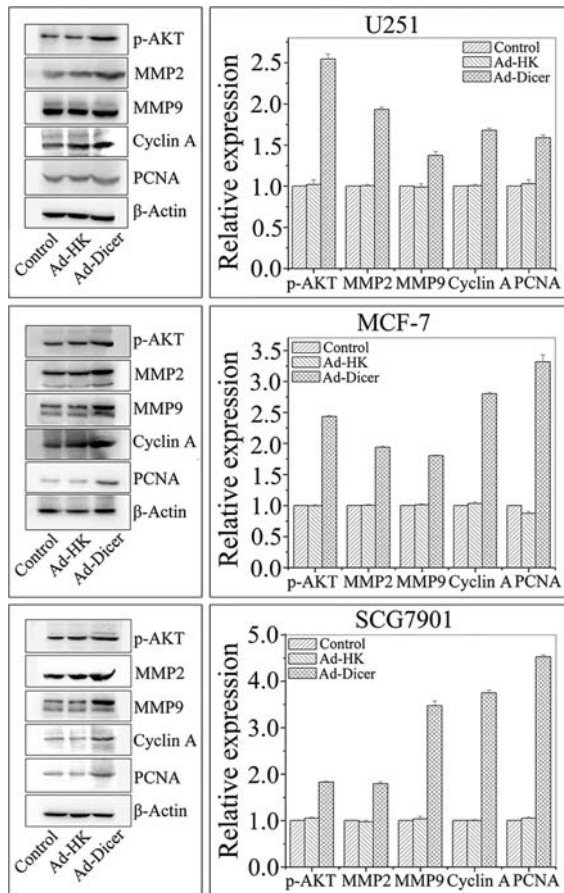 p-AKT
MMP2
MMP9
Cyclin A
PCNA
β-Actin
Control
Ad-HK
Ad-Dicer
U251
Control
Ad-HK
Ad-Dicer
Relative expression
2.5
2.0
1.5
1.0
0.5
0.0
p-AKT MMP2 MMP9 Cyclin A PCNA
p-AKT
MMP2
MMP9
Cyclin A
PCNA
β-Actin
Control
Ad-HK
Ad-Dicer
MCF-7
Control
Ad-HK
Ad-Dicer
Relative expression
3.5
3.0
2.5
2.0
1.5
1.0
0.5
0.0
p-AKT MMP2 MMP9 Cyclin A PCNA
p-AKT
MMP2
MMP9
Cyclin A
PCNA
β-Actin
Control
Ad-HK
Ad-Dicer
SCG7901
Control
Ad-HK
Ad-Dicer
Relative expression
5.0
4.0
3.0
2.0
1.0
0.0
p-AKT MMP2 MMP9 Cyclin A PCNA